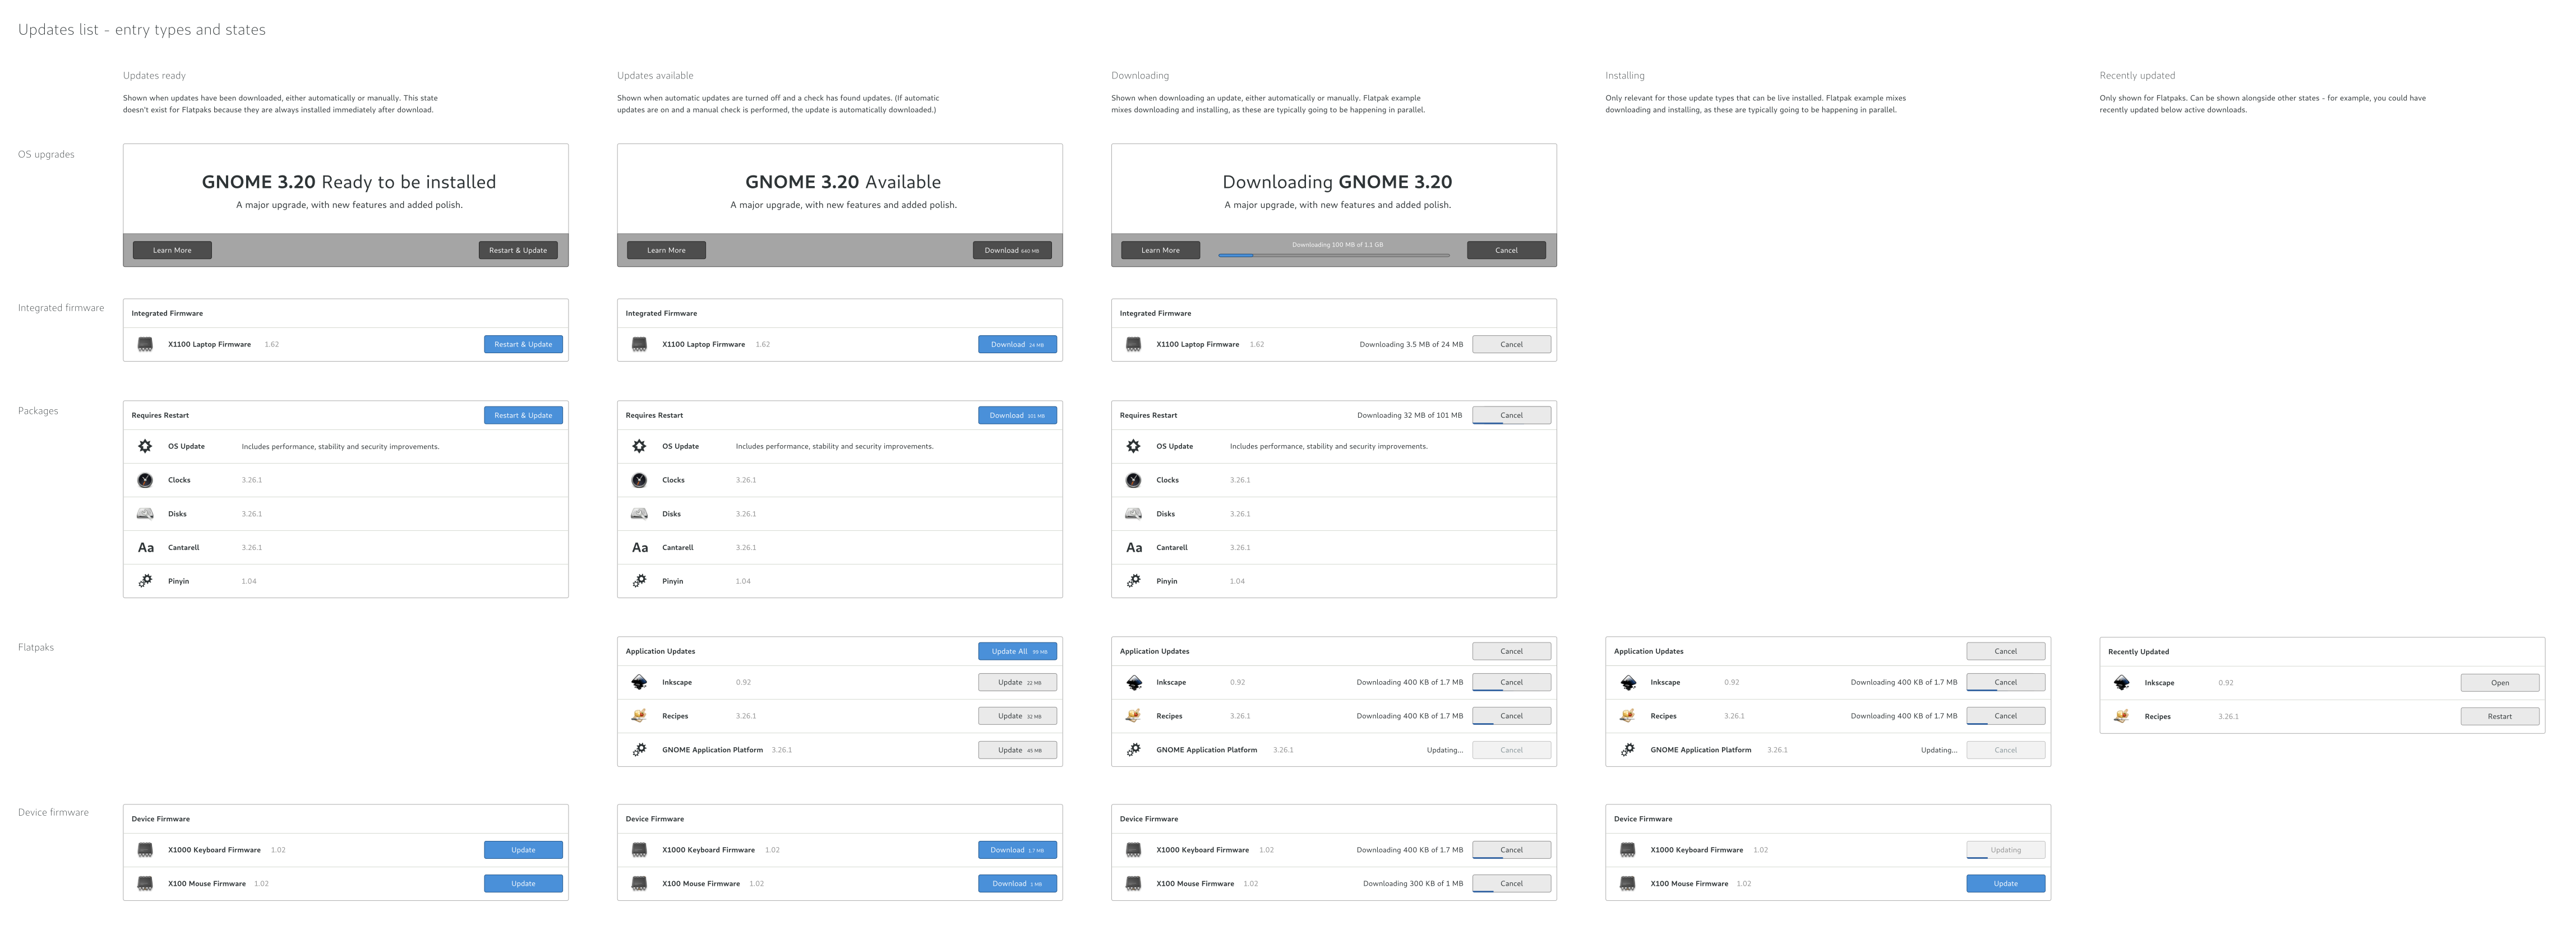 Updates list - entry types and states
Updates ready
Shown when updates have been downloaded, either automatically or manually. This state
doesn't exist for Flatpaks because they are always installed immediately after download.
Updates available
Shown when automatic updates are turned off and a check has found updates. (If automatic
updates are on and a manual check is performed, the update is automatically downloaded.)
Downloading
Shown when downloading an update, either automatically or manually. Flatpak example
mixes downloading and installing, as these are typically going to be happening in parallel.
Installing
Only relevant for those update types that can be live installed. Flatpak example mixes
downloading and installing, as these are typically going to be happening in parallel.
Recently updated
Only shown for Flatpaks. Can be shown alongside other states - for example, you could have
recently updated below active downloads.
OS upgrades
GNOME 3.20 Ready to be installed
A major upgrade, with new features and added polish.
Learn More
Restart & Update
GNOME 3.20 Available
A major upgrade, with new features and added polish.
Learn More
Download 640 MB
Downloading GNOME 3.20
A major upgrade, with new features and added polish.
Learn More
Downloading 100 MB of 1.1 GB
Cancel
Integrated firmware
Integrated Firmware
X1100 Laptop Firmware 1.62 Restart & Update
Integrated Firmware
X1100 Laptop Firmware 1.62 Download 24 MB
Integrated Firmware
X1100 Laptop Firmware 1.62 Downloading 3.5 MB of 24 MB Cancel
Packages
Requires Restart Restart & Update
OS Update Includes performance, stability and security improvements.
Clocks 3.26.1
Disks 3.26.1
Aa Cantarell 3.26.1
Pinyin 1.04
Requires Restart Download 101 MB
OS Update Includes performance, stability and security improvements.
Clocks 3.26.1
Disks 3.26.1
Aa Cantarell 3.26.1
Pinyin 1.04
Requires Restart Downloading 32 MB of 101 MB Cancel
OS Update Includes performance, stability and security improvements.
Clocks 3.26.1
Disks 3.26.1
Aa Cantarell 3.26.1
Pinyin 1.04
Flatpaks
Application Updates Update All 99 MB
Inkscape 0.92 Update 22 MB
Recipes 3.26.1 Update 32 MB
GNOME Application Platform 3.26.1 Update 45 MB
Application Updates Cancel
Inkscape 0.92 Downloading 400 KB of 1.7 MB Cancel
Recipes 3.26.1 Downloading 400 KB of 1.7 MB Cancel
GNOME Application Platform 3.26.1 Updating... Cancel
Application Updates Cancel
Inkscape 0.92 Downloading 400 KB of 1.7 MB Cancel
Recipes 3.26.1 Downloading 400 KB of 1.7 MB Cancel
GNOME Application Platform 3.26.1 Updating... Cancel
Recently Updated
Inkscape 0.92 Open
Recipes 3.26.1 Restart
Device firmware
Device Firmware
X1000 Keyboard Firmware 1.02 Update
X100 Mouse Firmware 1.02 Update
Device Firmware
X1000 Keyboard Firmware 1.02 Download 1.7 MB
X100 Mouse Firmware 1.02 Download 1 MB
Device Firmware
X1000 Keyboard Firmware 1.02 Downloading 400 KB of 1.7 MB Cancel
X100 Mouse Firmware 1.02 Downloading 300 KB of 1 MB Cancel
Device Firmware
X1000 Keyboard Firmware 1.02 Updating
X100 Mouse Firmware 1.02 Update